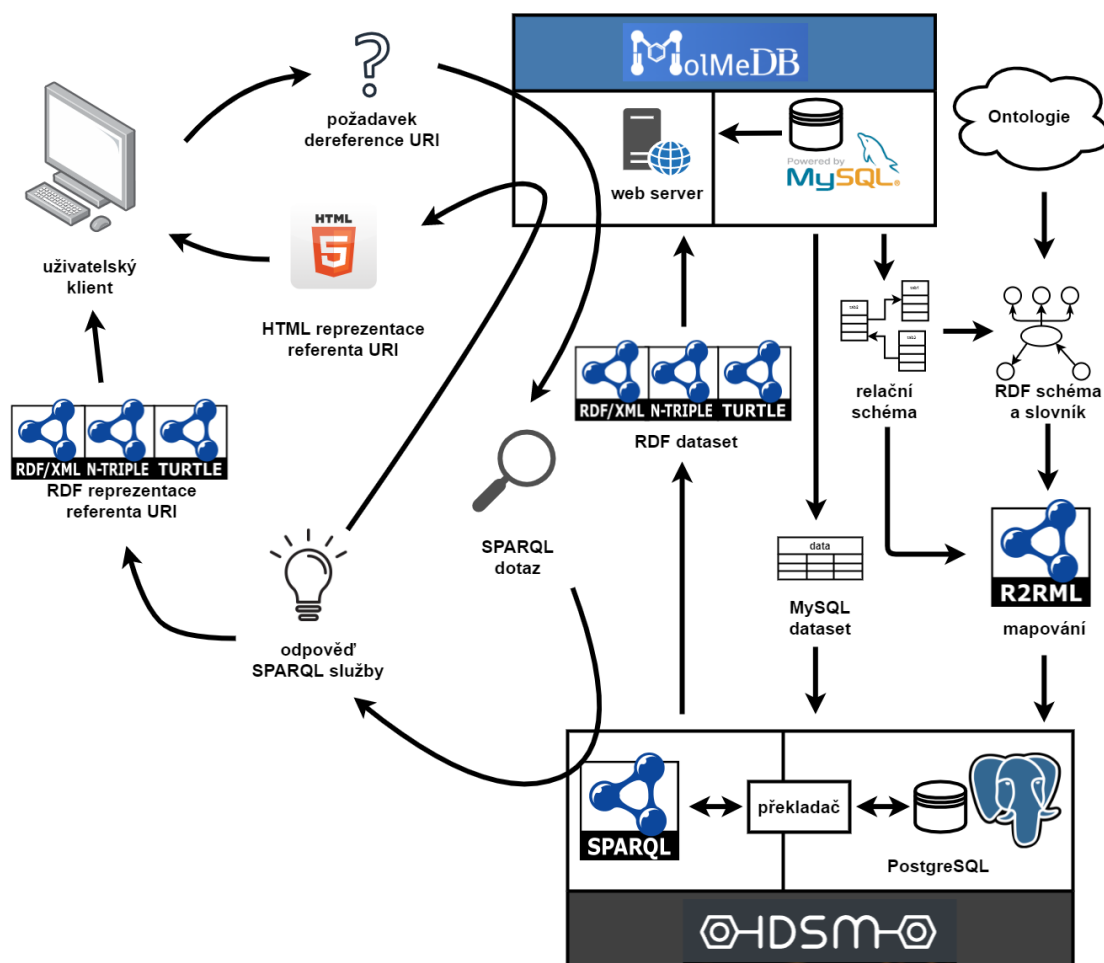 MolMeDB
požadavek
dereference URI
Ontologie
web server
Powered by
MySQL®
uživatelský
klient
HTML
5
HTML reprezentace
referenta URI
relační
schéma
RDF schéma
a slovník
RDF/XML N-TRIPLE TURTLE
RDF dataset
RDF/XML N-TRIPLE TURTLE
RDF reprezentace
referenta URI
SPARQL
dotaz
data
MySQL
dataset
R2RML
mapování
odpověď
SPARQL služby
SPARQL
překladač
PostgreSQL
IDSM